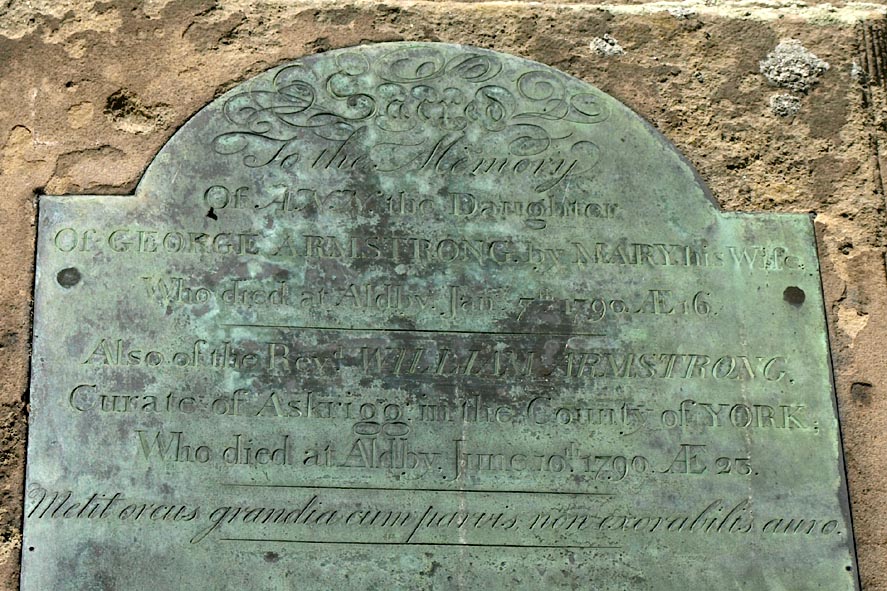 Sacred
To the Memory
Of AMY the Daughter
Of GEORGE ARMSTRONG by MARY his Wife
Who died at Aldby Jan.y 7th 1790. Æ 16.
Also of the Revd. WILLIAM ARMSTRONG,
Curate of Askrigg in the County of YORK:
Who died at Aldby June 10th 1790. Æ 23.
Metit orcus grandia cum parvis, non exorabilis auro.